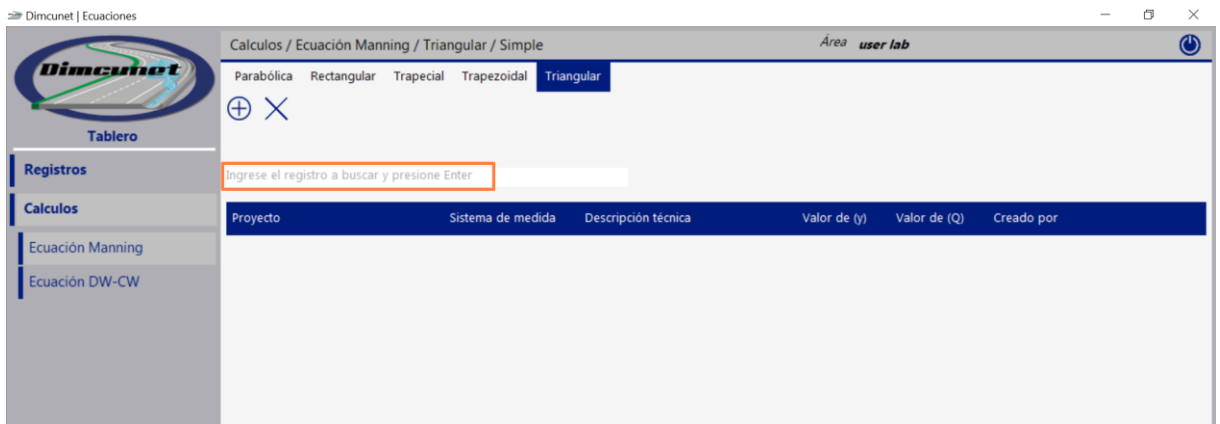 Dimcunet | Ecuaciones
Dimcunet
Tablero
Registros
Calculos
Ecuación Manning
Ecuación DW-CW
Calculos / Ecuación Manning / Triangular / Simple
Área user lab
Parabólica Rectangular Trapecial Trapezoidal Triangular
Ingrese el registro a buscar y presione Enter
Proyecto Sistema de medida Descripción técnica Valor de (y) Valor de (Q) Creado por